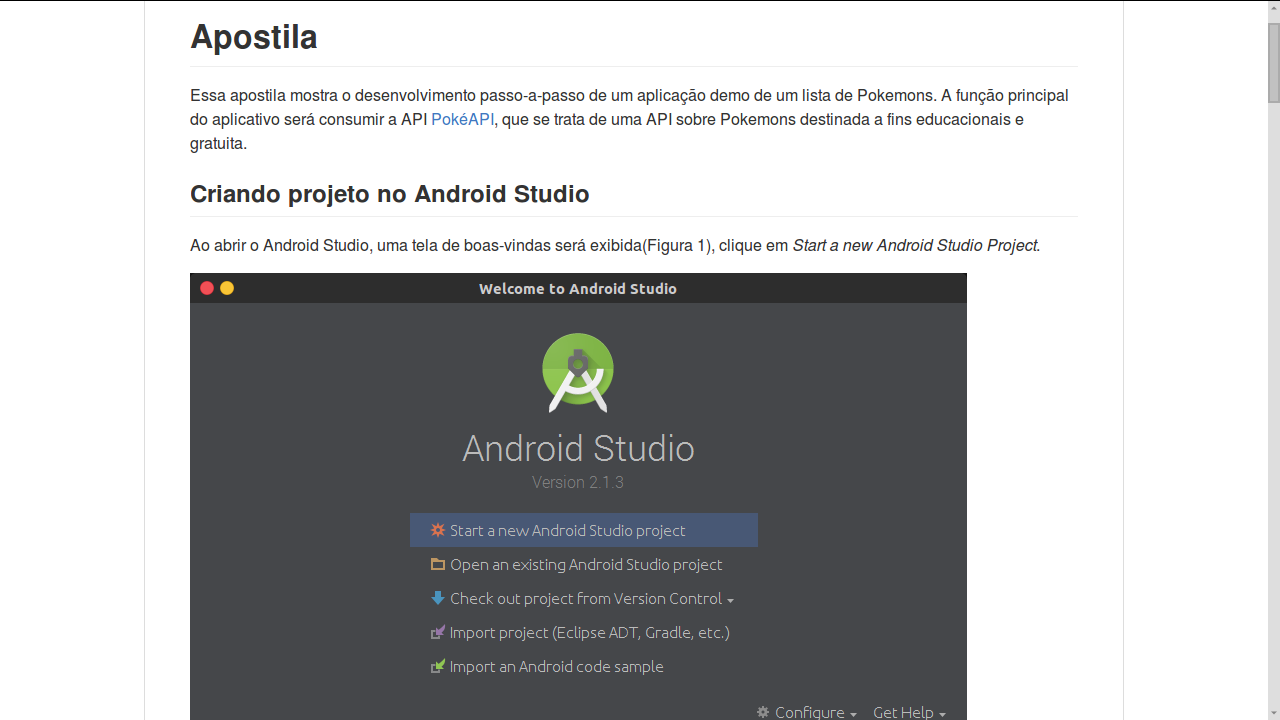 Apostila
Essa apostila mostra o desenvolvimento passo-a-passo de um aplicação demo de um lista de Pokemons. A função principal
do aplicativo será consumir a API PokéAPI, que se trata de uma API sobre Pokemons destinada a fins educacionais e
gratuita.
Criando projeto no Android Studio
Ao abrir o Android Studio, uma tela de boas-vindas será exibida(Figura 1), clique em Start a new Android Studio Project.
Welcome to Android Studio
Android Studio
Version 2.1.3
Start a new Android Studio project
Open an existing Android Studio project
Check out project from Version Control
Import project (Eclipse ADT, Gradle, etc.)
Import an Android code sample
Configure Get Help